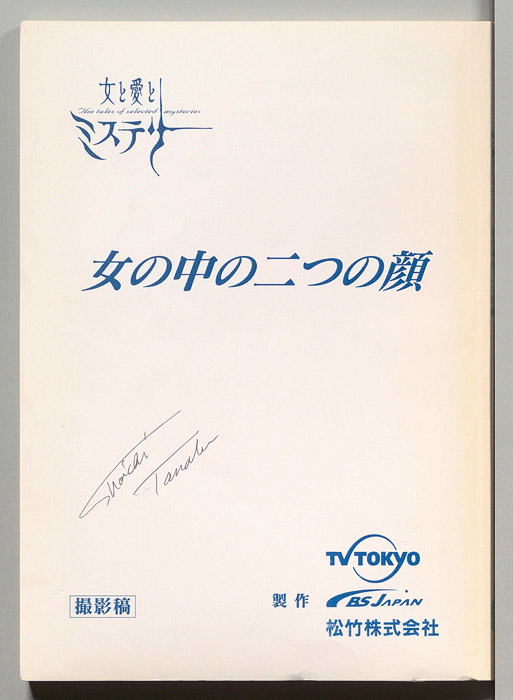 女と愛と
The tales of selected mysteries
ミステリー
女の中の二つの顔
Shoichi
TV TOKYO
製作 BS JAPAN
撮影稿
松竹株式会社